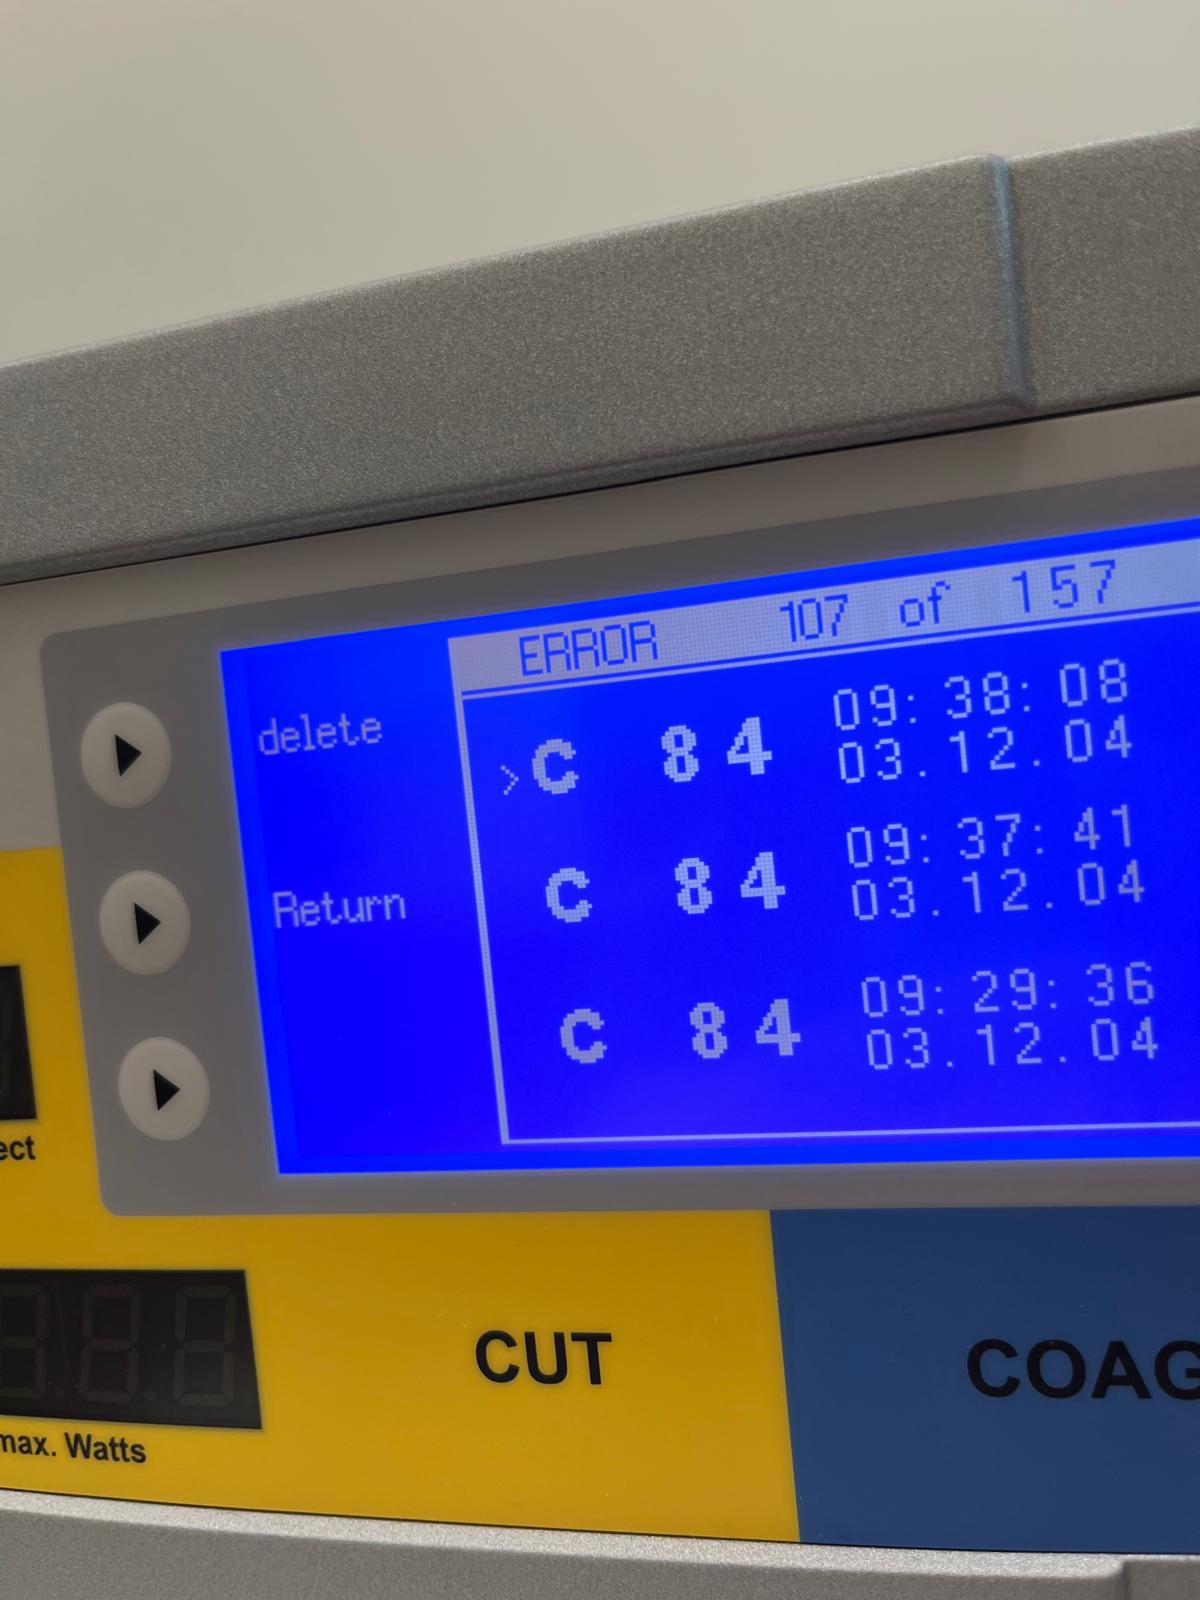 ERROR 107 of 157
delete
>C 84 09:38:08
03.12.04
C 84 09:37:41
03.12.04
Return
C 84 09:29:36
03.12.04
ect
CUT
COAG
max. Watts